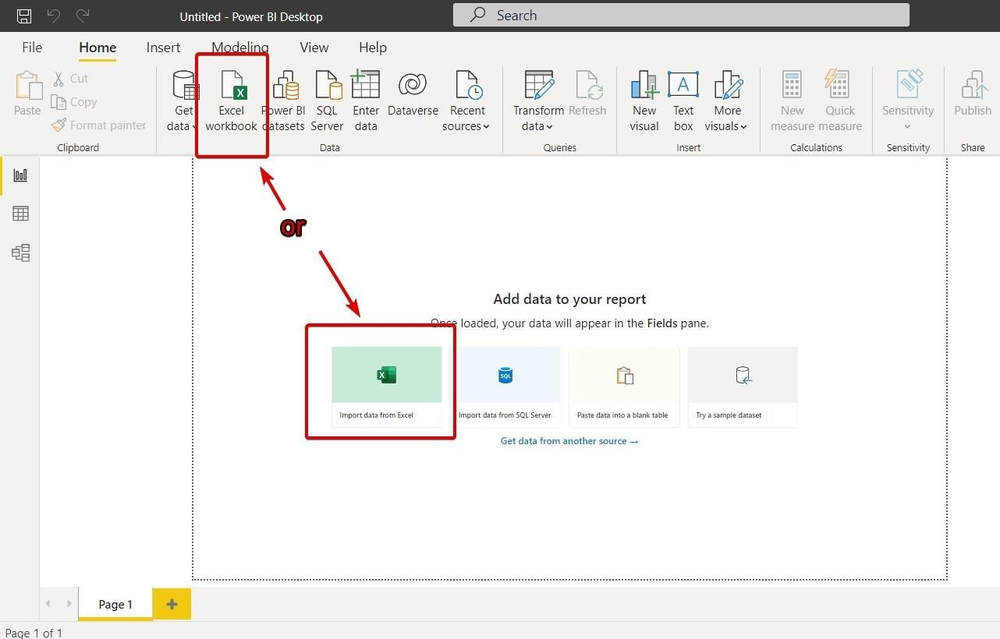 Untitled - Power BI Desktop
Search
File Home Insert Modeling View Help
Paste
Cut
Copy
Format painter
Clipboard
Get
data
Excel
workbook
Power BI
datasets
SQL
Server
Enter
data
Dataverse
Recent
sources
Data
Transform
data
Refresh
Queries
New
visual
Text
box
More
visuals
Insert
New
measure
Quick
measure
Calculations
Sensitivity
Sensitivity
Publish
Share
or
Add data to your report
Once loaded, your data will appear in the Fields pane.
SQL
Import data from Excel
Import data from SQL Server
Paste data into a blank table
Try a sample dataset
Get data from another source →
Page 1
Page 1 of 1